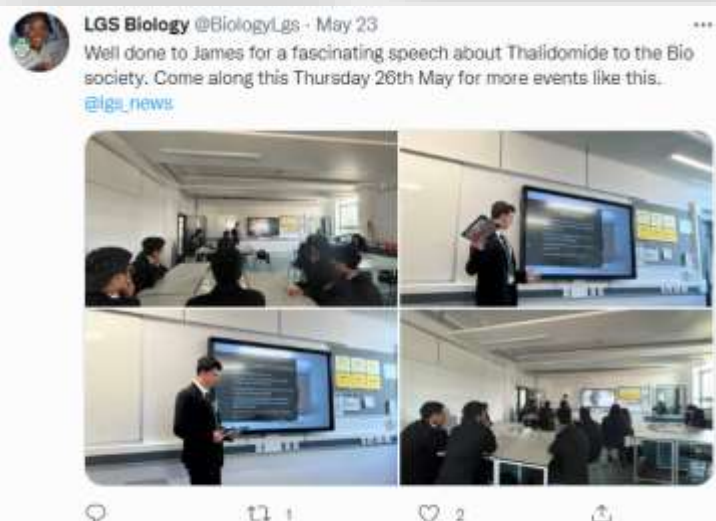 LGS Biology @BiologyLgs · May 23
Well done to James for a fascinating speech about Thalidomide to the Bio
society. Come along this Thursday 26th May for more events like this.
@lgs_news
1
2